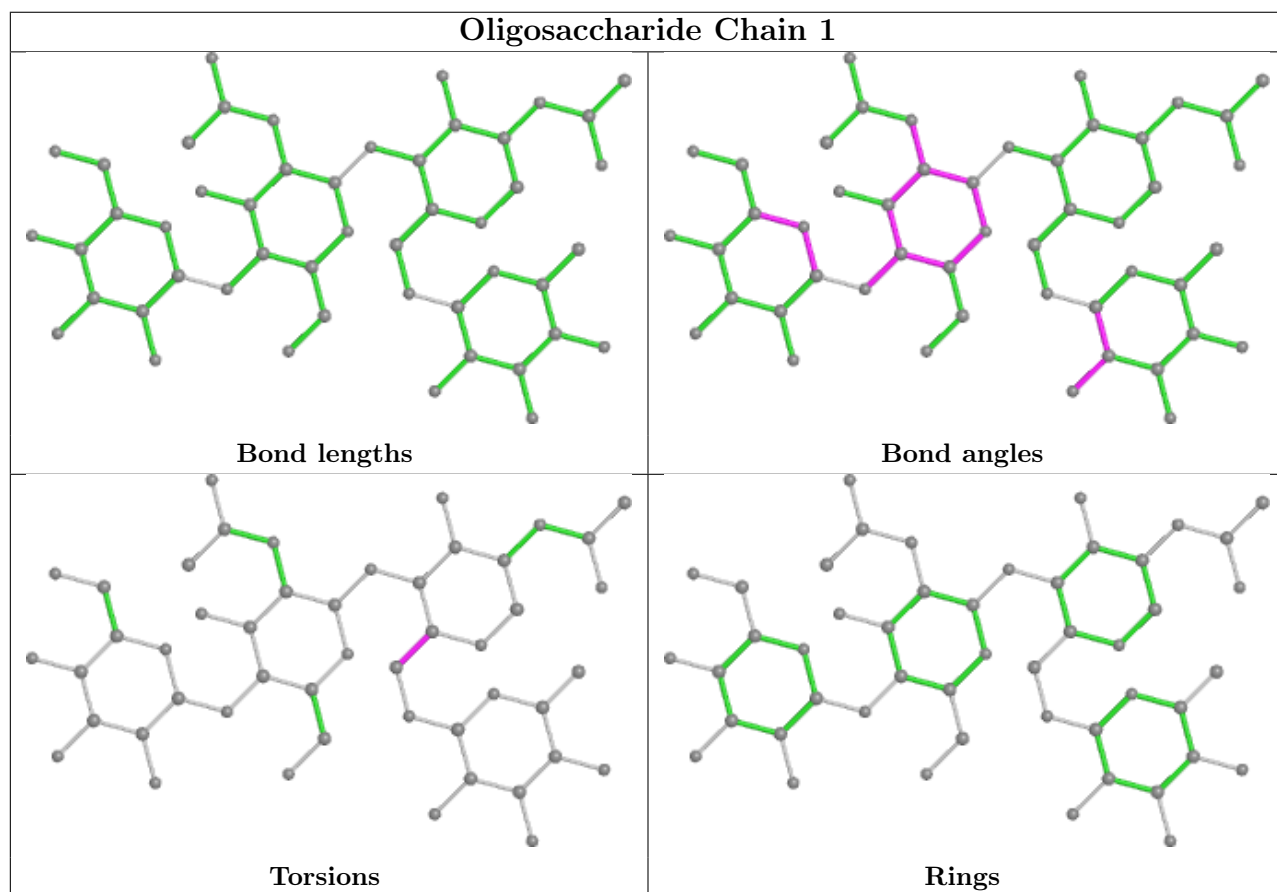 Oligosaccharide Chain 1
Bond lengths
Bond angles
Torsions
Rings